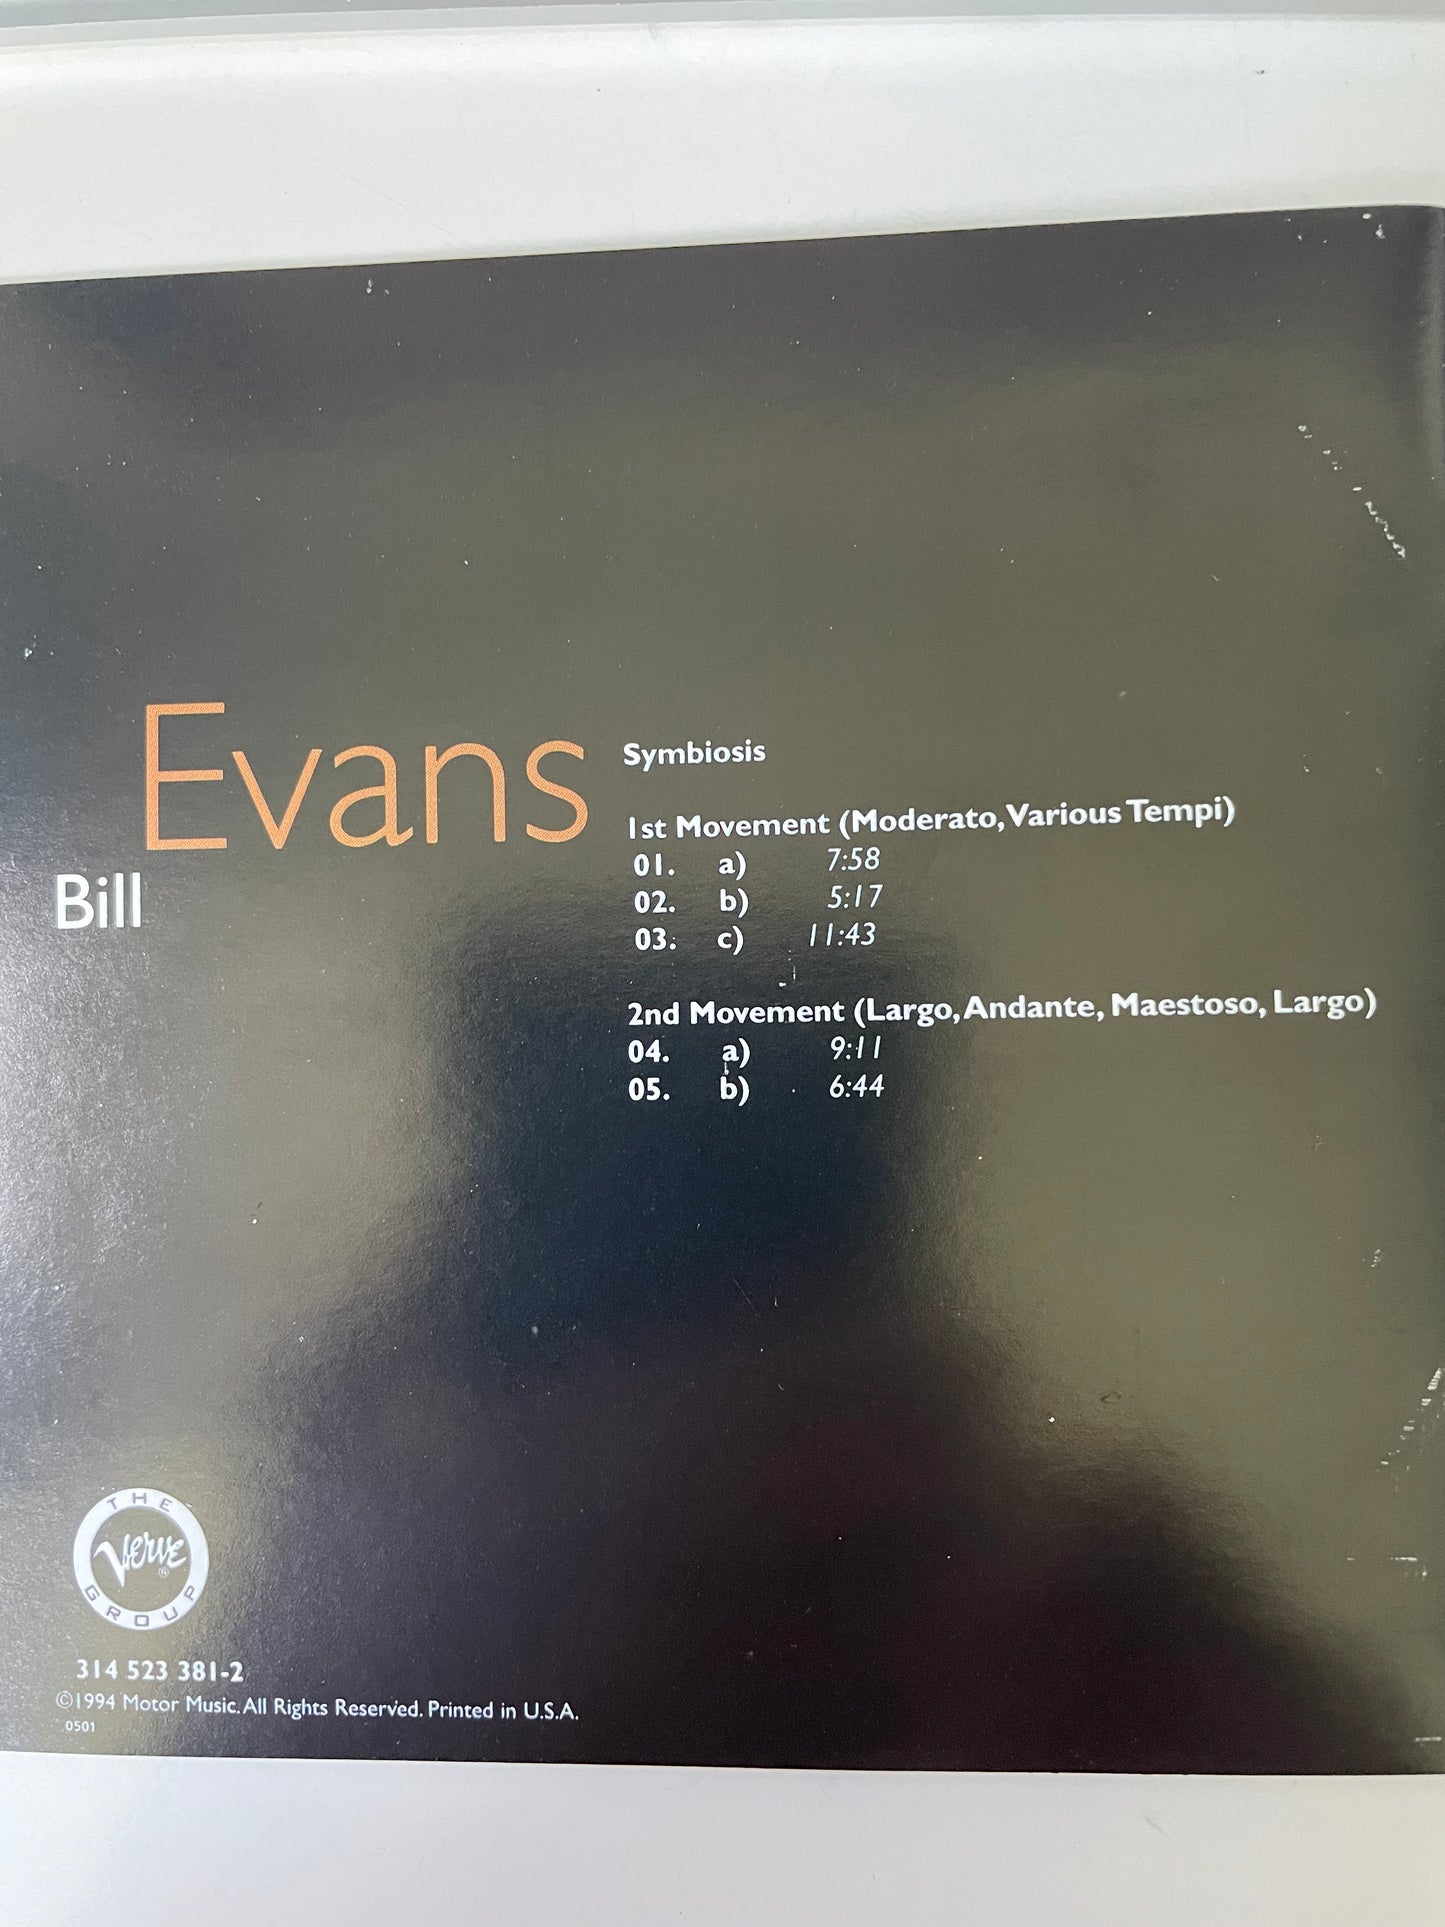 Evans
Bill
Symbiosis
1st Movement (Moderato, Various Tempi)
01. a) 7:58
02. b) 5:17
03. c) 11:43
2nd Movement (Largo, Andante, Maestoso, Largo)
04. a) 9:11
05. b) 6:44
THE
Verve ®
GROUP
314 523 381-2
©1994 Motor Music. All Rights Reserved. Printed in U.S.A.
0501